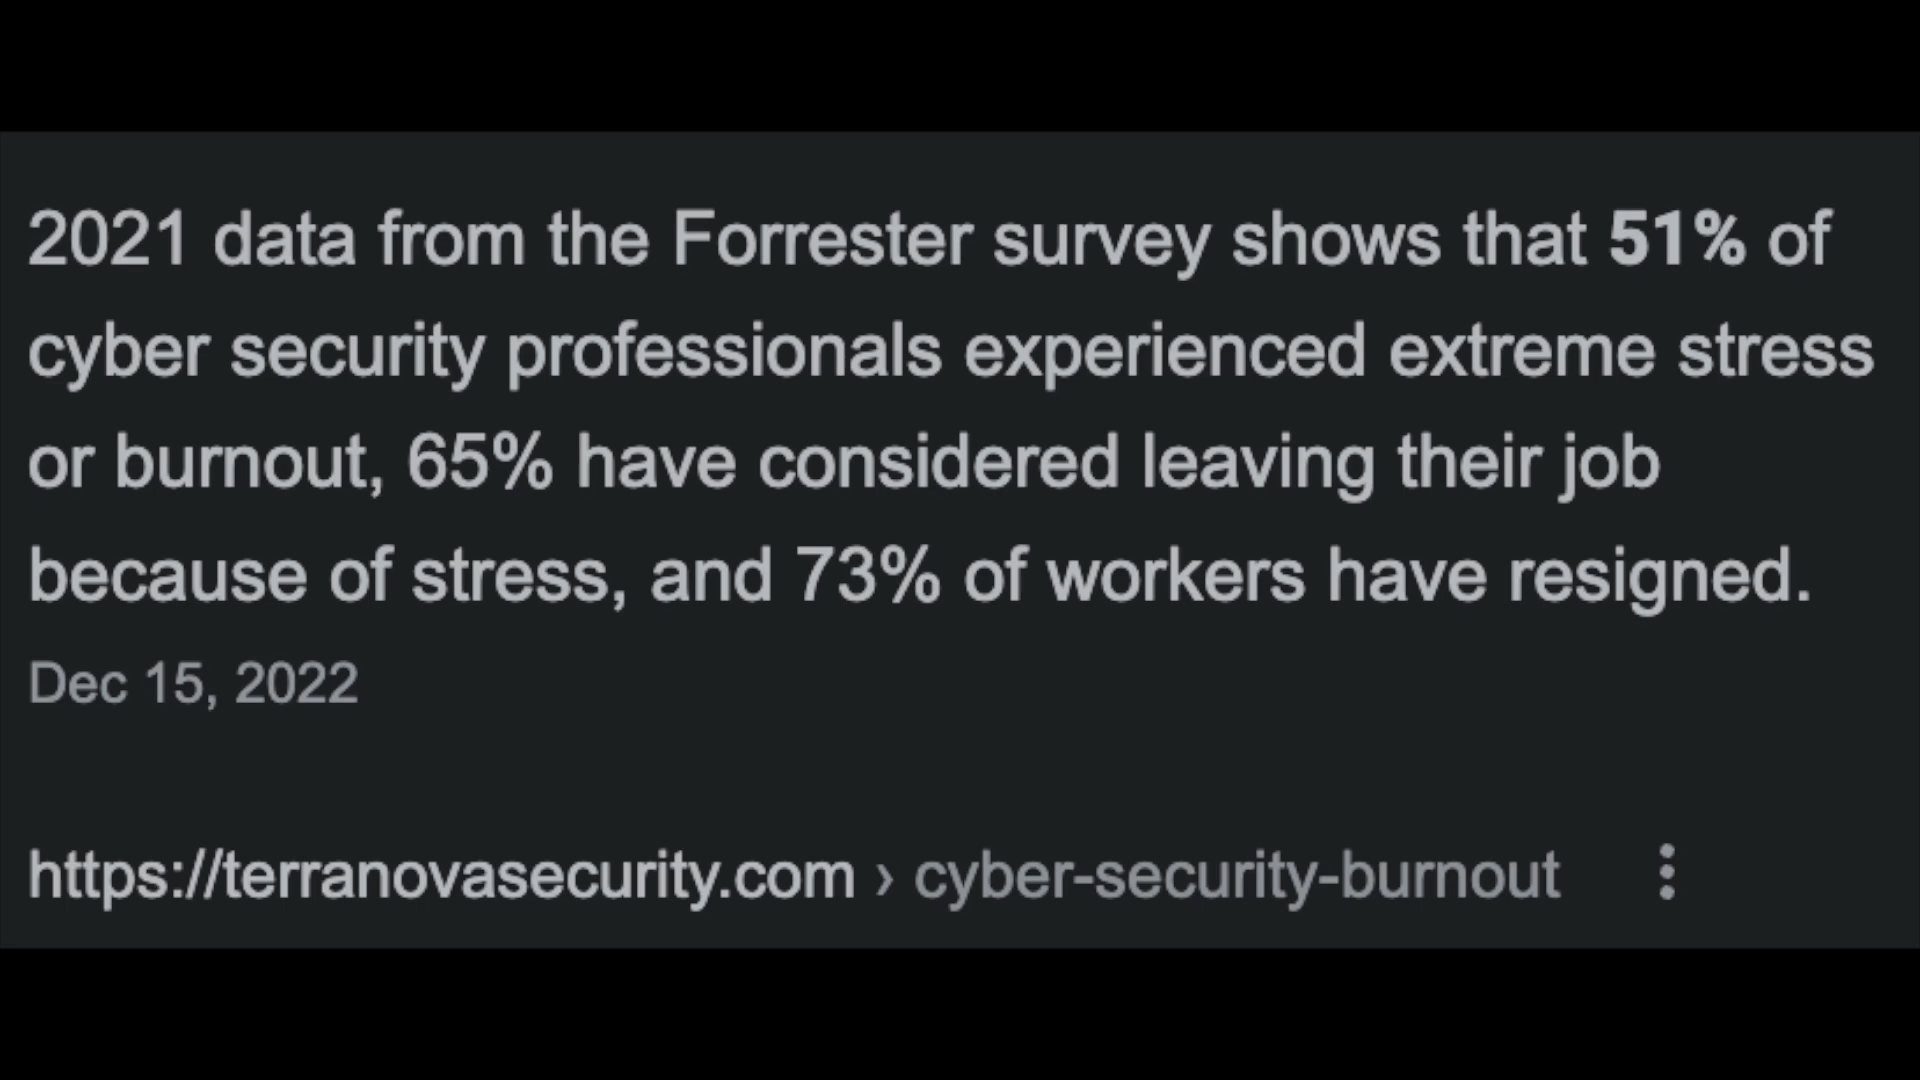 2021 data from the Forrester survey shows that 51% of
cyber security professionals experienced extreme stress
or burnout, 65% have considered leaving their job
because of stress, and 73% of workers have resigned.
Dec 15, 2022
https://terranovasecurity.com › cyber-security-burnout